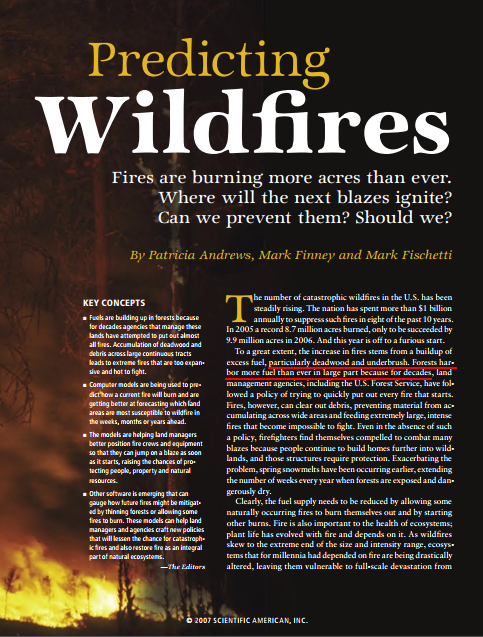 Predicting
Wildfires
Fires are burning more acres than ever.
Where will the next blazes ignite?
Can we prevent them? Should we?
By Patricia Andrews, Mark Finney and Mark Fischetti
KEY CONCEPTS
■ Fuels are building up in forests because
for decades agencies that manage these
lands have attempted to put out almost
all fires. Accumulation of deadwood and
debris across large continuous tracts
leads to extreme fires that are too expan-
sive and hot to fight.
■ Computer models are being used to pre-
dict how a current fire will burn and are
getting better at forecasting which land
areas are most susceptible to wildfire in
the weeks, months or years ahead.
■ The models are helping land managers
better position fire crews and equipment
so that they can jump on a blaze as soon
as it starts, raising the chances of pro-
tecting people, property and natural
resources.
■ Other software is emerging that can
gauge how future fires might be mitigat-
ed by thinning forests or allowing some
fires to burn. These models can help land
managers and agencies craft new policies
that will lessen the chance for catastroph-
ic fires and also restore fire as an integral
part of natural ecosystems.
—The Editors
The number of catastrophic wildfires in the U.S. has been
steadily rising. The nation has spent more than $1 billion
annually to suppress such fires in eight of the past 10 years.
In 2005 a record 8.7 million acres burned, only to be succeeded by
9.9 million acres in 2006. And this year is off to a furious start.
To a great extent, the increase in fires stems from a buildup of
excess fuel, particularly deadwood and underbrush. Forests har-
bor more fuel than ever in large part because for decades, land
management agencies, including the U.S. Forest Service, have fol-
lowed a policy of trying to quickly put out every fire that starts.
Fires, however, can clear out debris, preventing material from ac-
cumulating across wide areas and feeding extremely large, intense
fires that become impossible to fight. Even in the absence of such
a policy, firefighters find themselves compelled to combat many
blazes because people continue to build homes further into wild-
lands, and those structures require protection. Exacerbating the
problem, spring snowmelts have been occurring earlier, extending
the number of weeks every year when forests are exposed and dan-
gerously dry.
Clearly, the fuel supply needs to be reduced by allowing some
naturally occurring fires to burn themselves out and by starting
other burns. Fire is also important to the health of ecosystems;
plant life has evolved with fire and depends on it. As wildfires
skew to the extreme end of the size and intensity range, ecosys-
tems that for millennia had depended on fire are being drastically
altered, leaving them vulnerable to full-scale devastation from
© 2007 SCIENTIFIC AMERICAN, INC.